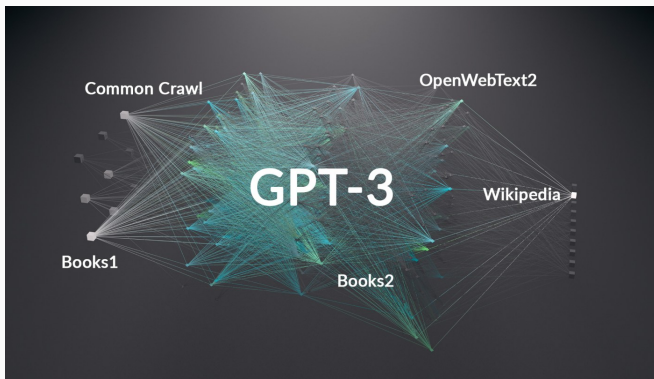 OpenWebText2
Common Crawl
GPT-3
Wikipedia
Books1
Books2